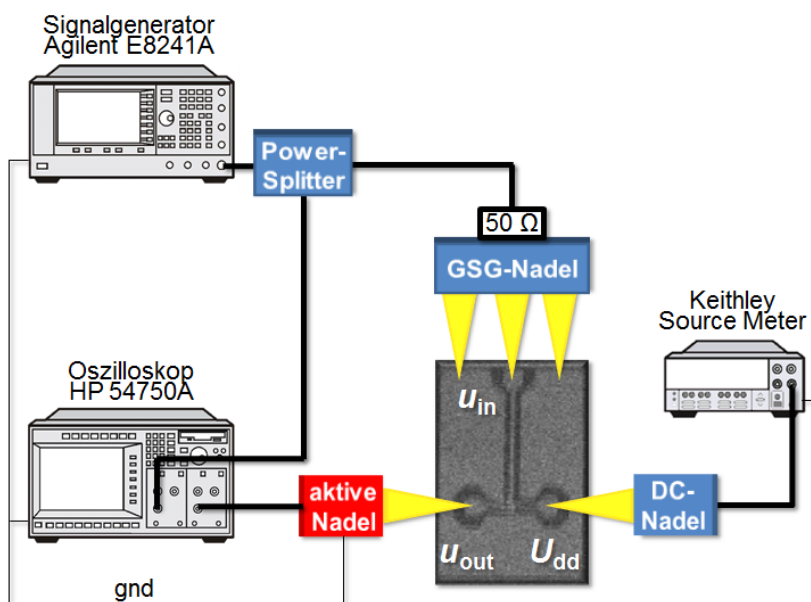 Signalgenerator
Agilent E8241A
Power-
Splitter
50 Ω
GSG-Nadel
Keithley
Source Meter
Oszilloskop
HP 54750A
u_in
aktive
Nadel
DC-
Nadel
u_out
U_dd
gnd